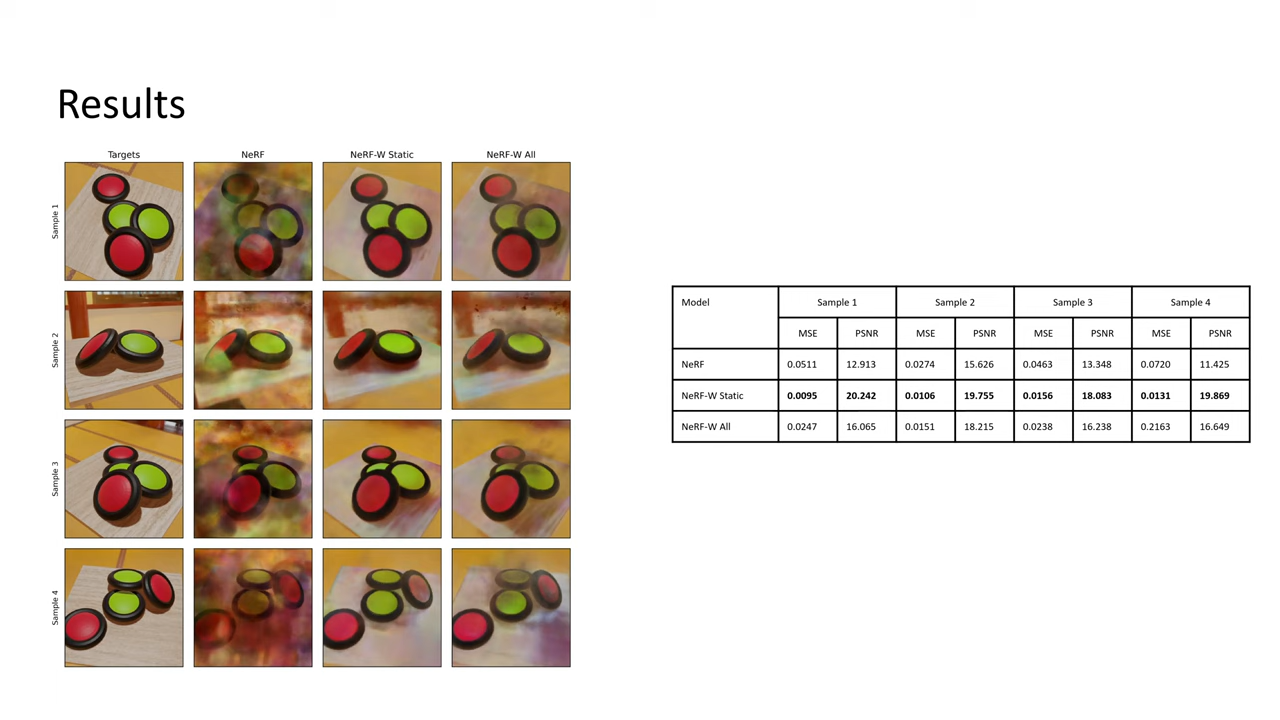 Results
Targets NeRF NeRF-W Static NeRF-W All
Sample 1
Sample 2
Sample 3
Sample 4
Model Sample 1 Sample 2 Sample 3 Sample 4
MSE PSNR MSE PSNR MSE PSNR MSE PSNR
NeRF 0.0511 12.913 0.0274 15.626 0.0463 13.348 0.0720 11.425
NeRF-W Static 0.0095 20.242 0.0106 19.755 0.0156 18.083 0.0131 19.869
NeRF-W All 0.0247 16.065 0.0151 18.215 0.0238 16.238 0.2163 16.649